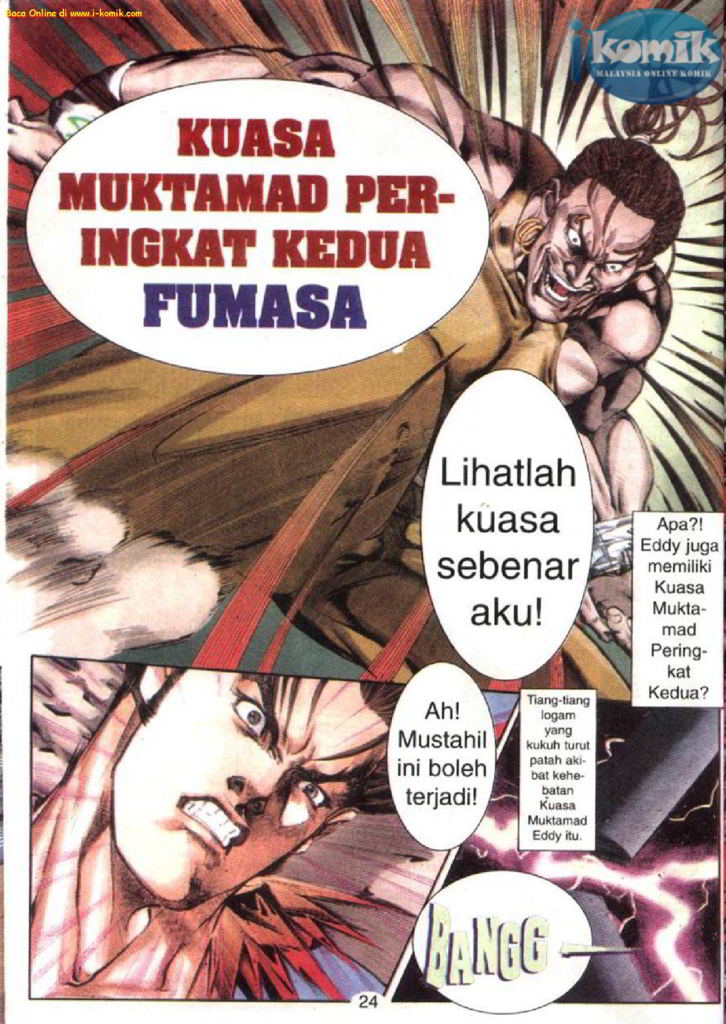 Baca Online di www.i-komik.com
ikomik
MALAYSIA ONLINE KOMIK
KUASA
MUKTAMAD PER-
INGKAT KEDUA
FUMASA
Lihatlah
kuasa
sebenar
aku!
Apa?!
Eddy juga
memiliki
Kuasa
Mukta-
mad
Pering-
kat
Kedua?
Ah!
Mustahil
ini boleh
terjadi!
Tiang-tiang
logam
yang
kukuh turut
patah aki-
bat kehe-
batan
Kuasa
Muktamad
Eddy itu.
BANGG
24